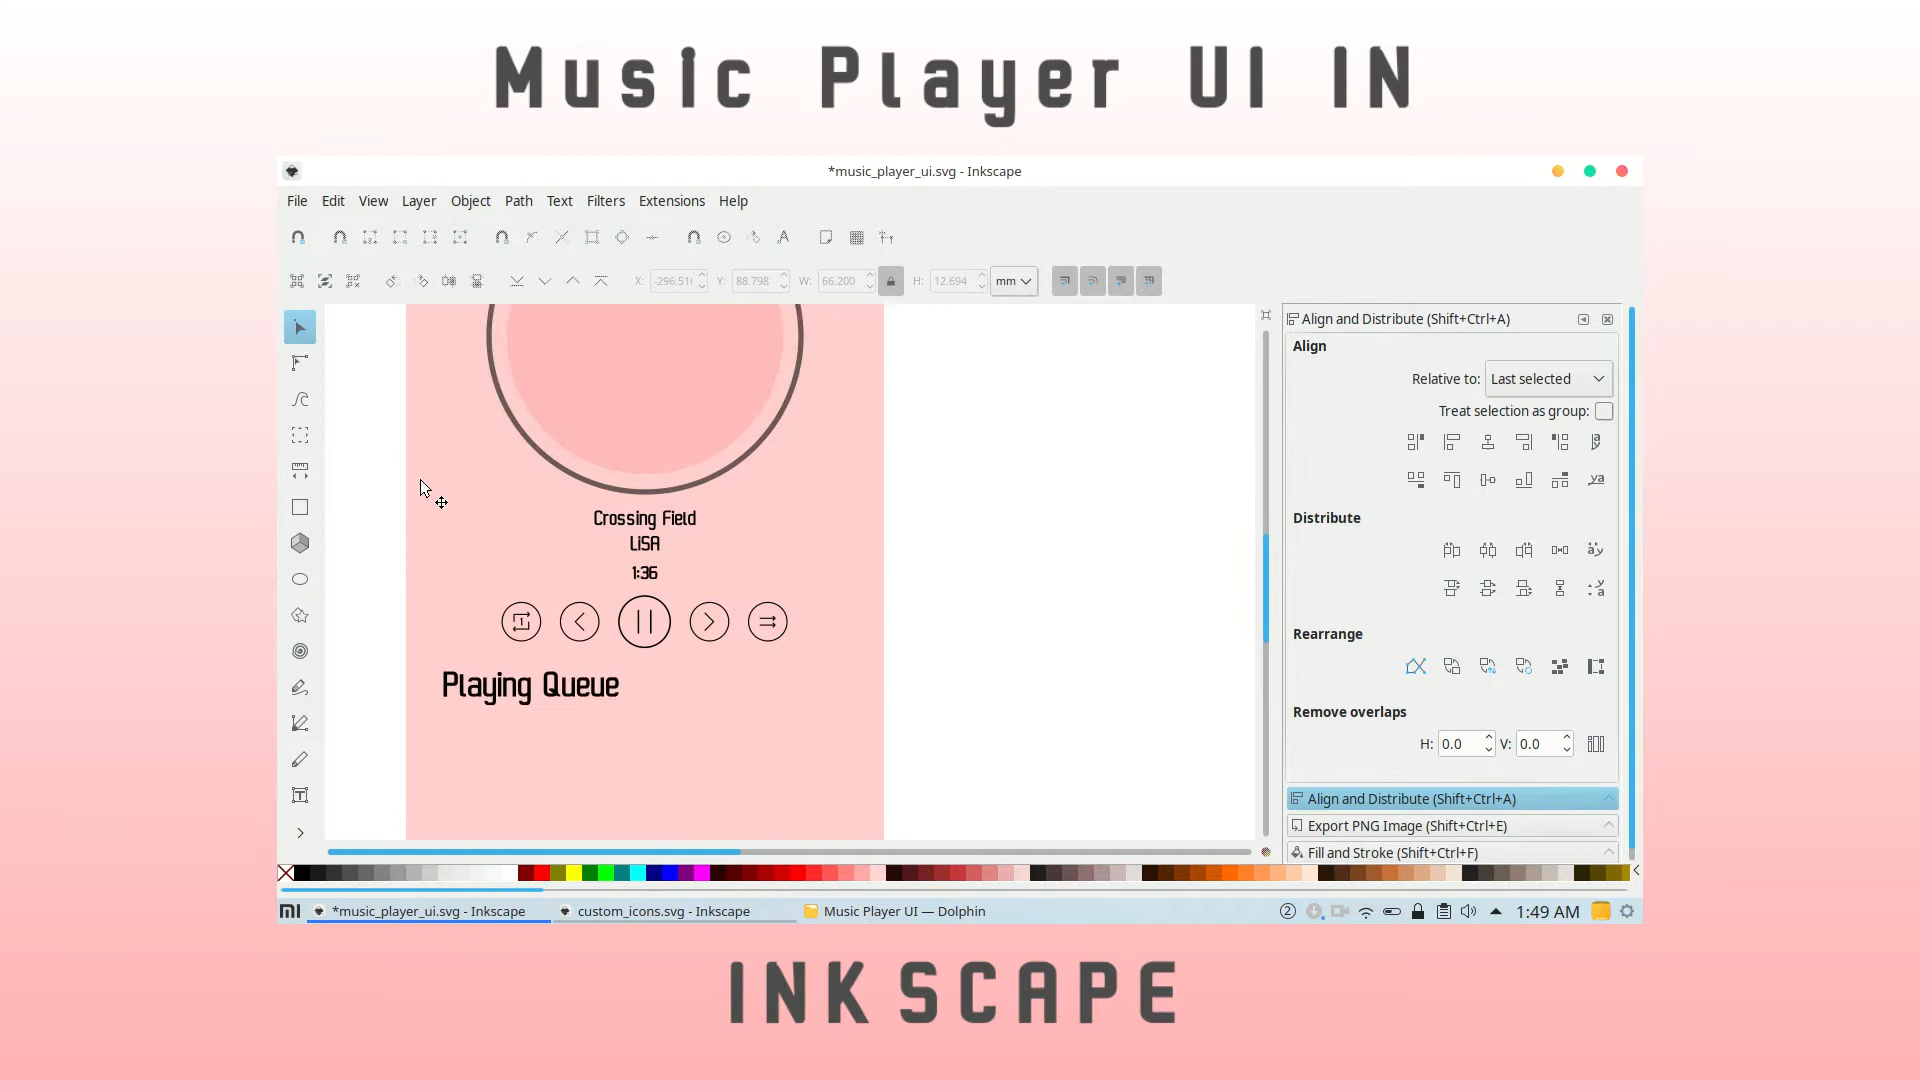 Music Player UI IN
*music_player_ui.svg - Inkscape
File Edit View Layer Object Path Text Filters Extensions Help
X: -296.51 Y: 88.798 W: 66.200 H: 12.694 mm
Align and Distribute (Shift+Ctrl+A)
Align
Relative to: Last selected
Treat selection as group:
Distribute
Rearrange
Remove overlaps
H: 0.0 V: 0.0
Align and Distribute (Shift+Ctrl+A)
Export PNG Image (Shift+Ctrl+E)
Fill and Stroke (Shift+Ctrl+F)
Crossing Field
LiSA
1:36
1
Playing Queue
*music_player_ui.svg - Inkscape custom_icons.svg - Inkscape Music Player UI — Dolphin 2 1:49 AM
INKSCAPE